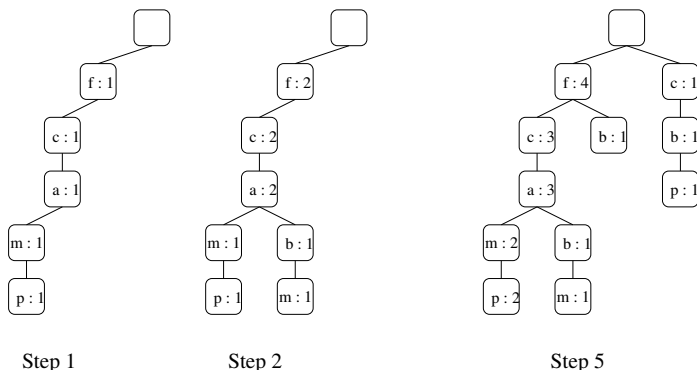 f : 1
c : 1
a : 1
m : 1
p : 1
Step 1
f : 2
c : 2
a : 2
m : 1 b : 1
p : 1 m : 1
Step 2
f : 4 c : 1
c : 3 b : 1 b : 1
a : 3 p : 1
m : 2 b : 1
p : 2 m : 1
Step 5